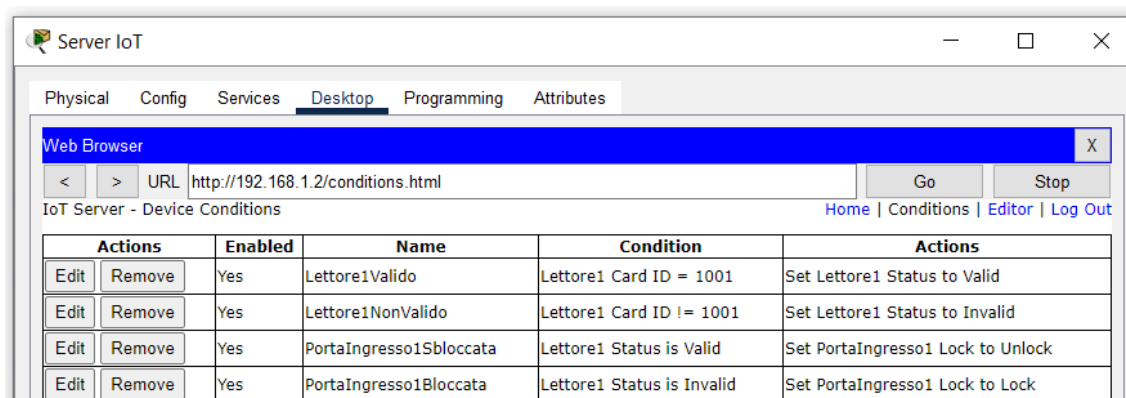 Server IoT
Physical Config Services Desktop Programming Attributes
Web Browser X
< > URL http://192.168.1.2/conditions.html Go Stop
IoT Server - Device Conditions Home | Conditions | Editor | Log Out
Actions Enabled Name Condition Actions
Edit Remove Yes Lettore1Valido Lettore1 Card ID = 1001 Set Lettore1 Status to Valid
Edit Remove Yes Lettore1NonValido Lettore1 Card ID != 1001 Set Lettore1 Status to Invalid
Edit Remove Yes PortaIngresso1Sbloccata Lettore1 Status is Valid Set PortaIngresso1 Lock to Unlock
Edit Remove Yes PortaIngresso1Bloccata Lettore1 Status is Invalid Set PortaIngresso1 Lock to Lock